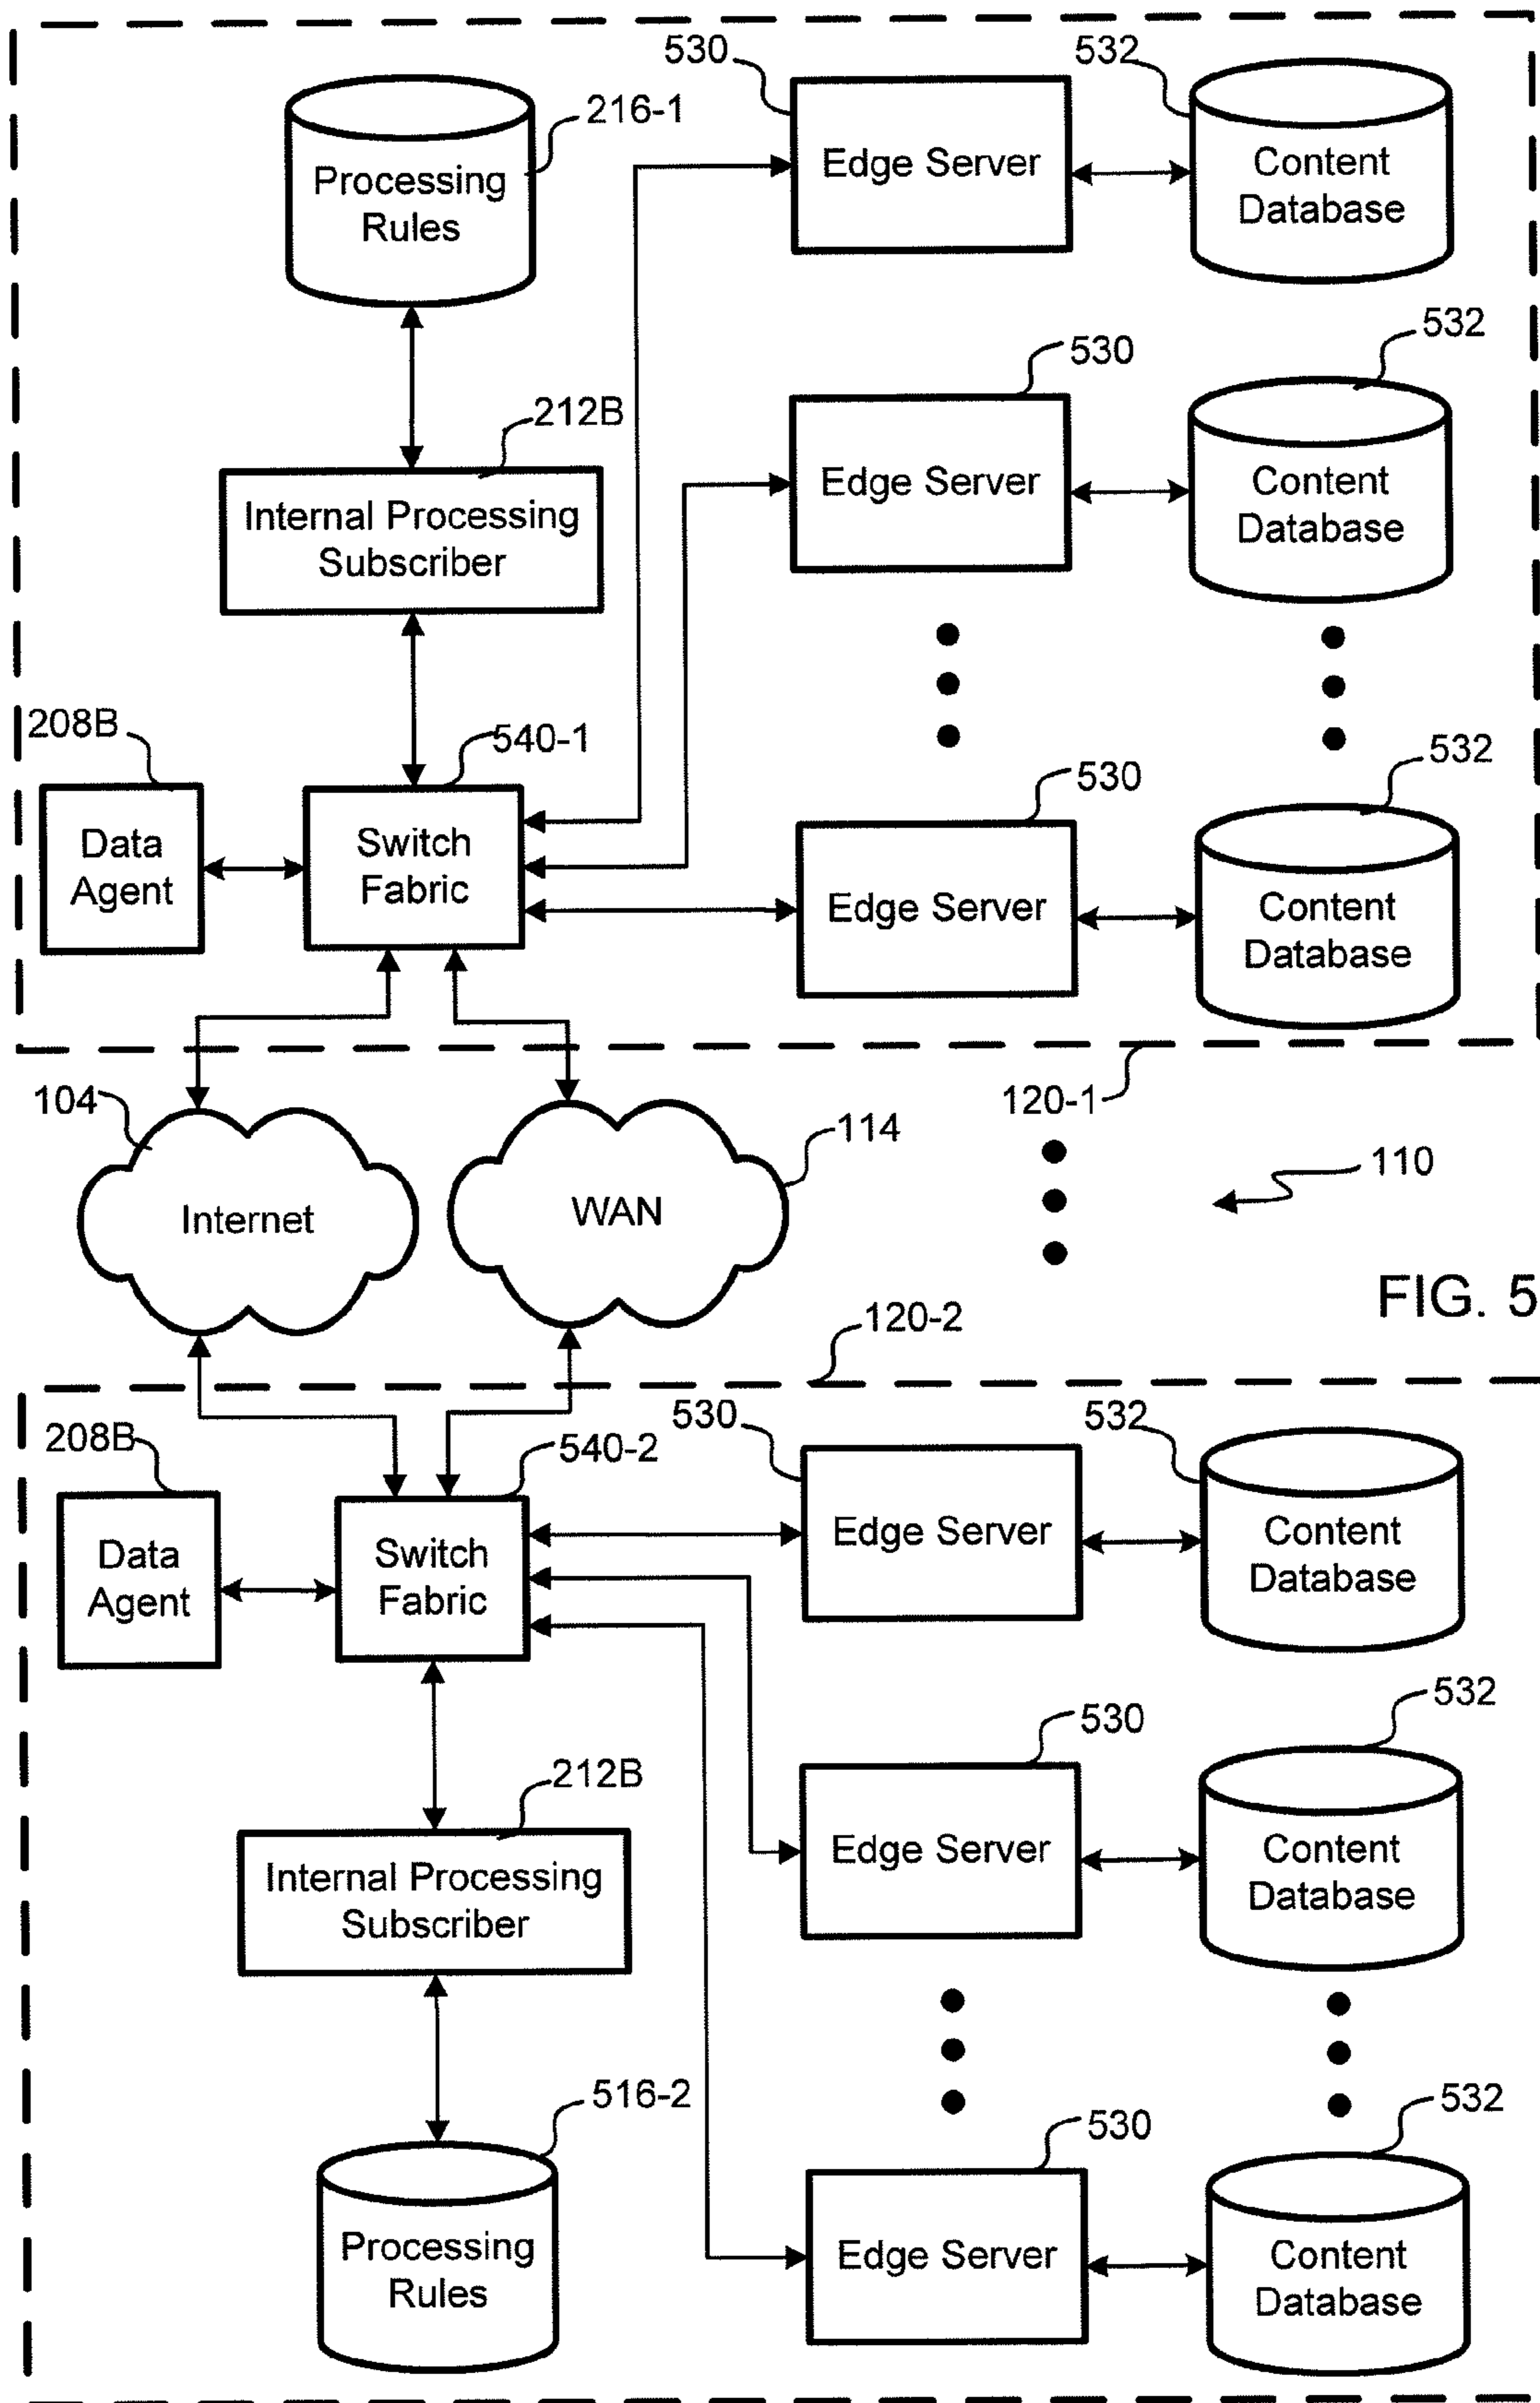 530
532
216-1
Processing
Rules
Edge Server
Content
Database
530
532
212B
Edge Server
Content
Database
Internal Processing
Subscriber
208B
540-1
530
532
Data
Agent
Switch
Fabric
Edge Server
Content
Database
104
120-1
114
110
Internet
WAN
FIG. 5
120-2
208B
540-2
530
532
Data
Agent
Switch
Fabric
Edge Server
Content
Database
530
532
212B
Edge Server
Content
Database
Internal Processing
Subscriber
516-2
530
532
Processing
Rules
Edge Server
Content
Database